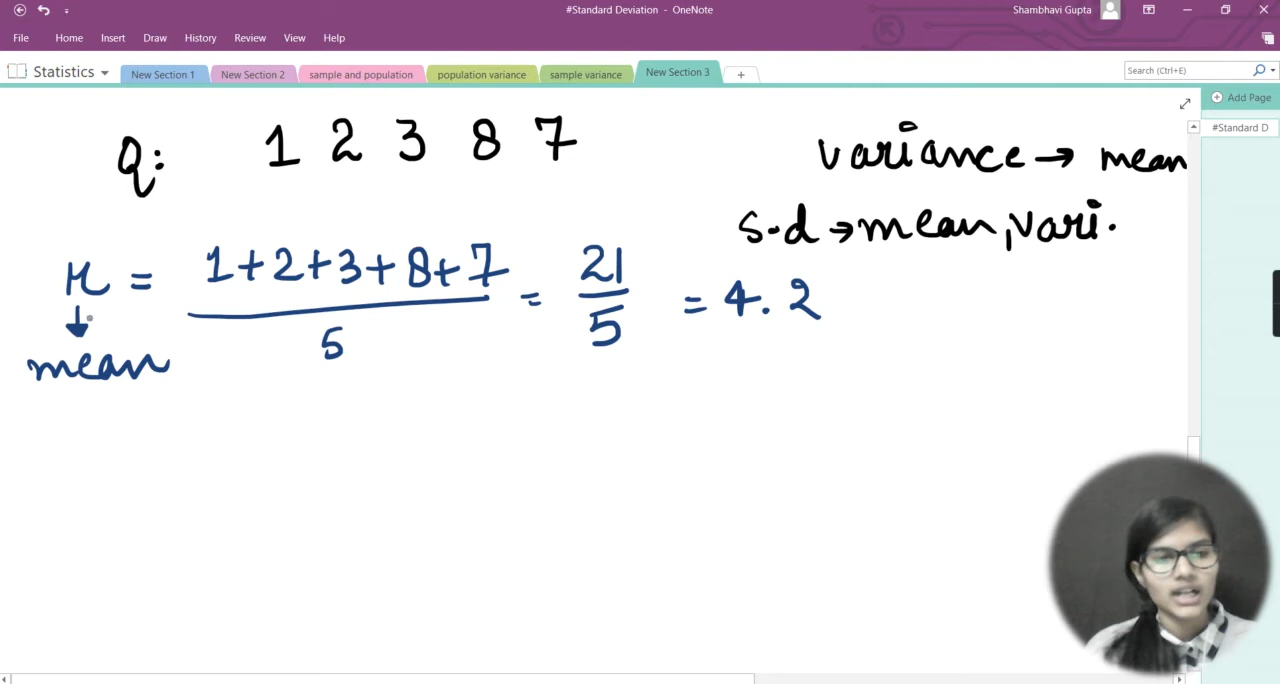 #Standard Deviation - OneNote
Shambhavi Gupta
File Home Insert Draw History Review View Help
Statistics
New Section 1
New Section 2
sample and population
population variance
sample variance
New Section 3
+
Search (Ctrl+E)
Add Page
#Standard D
Q: 1 2 3 8 7
variance → mean
s.d → mean, vari.
μ = 1+2+3+8+7 / 5 = 21 / 5 = 4.2
↓
mean